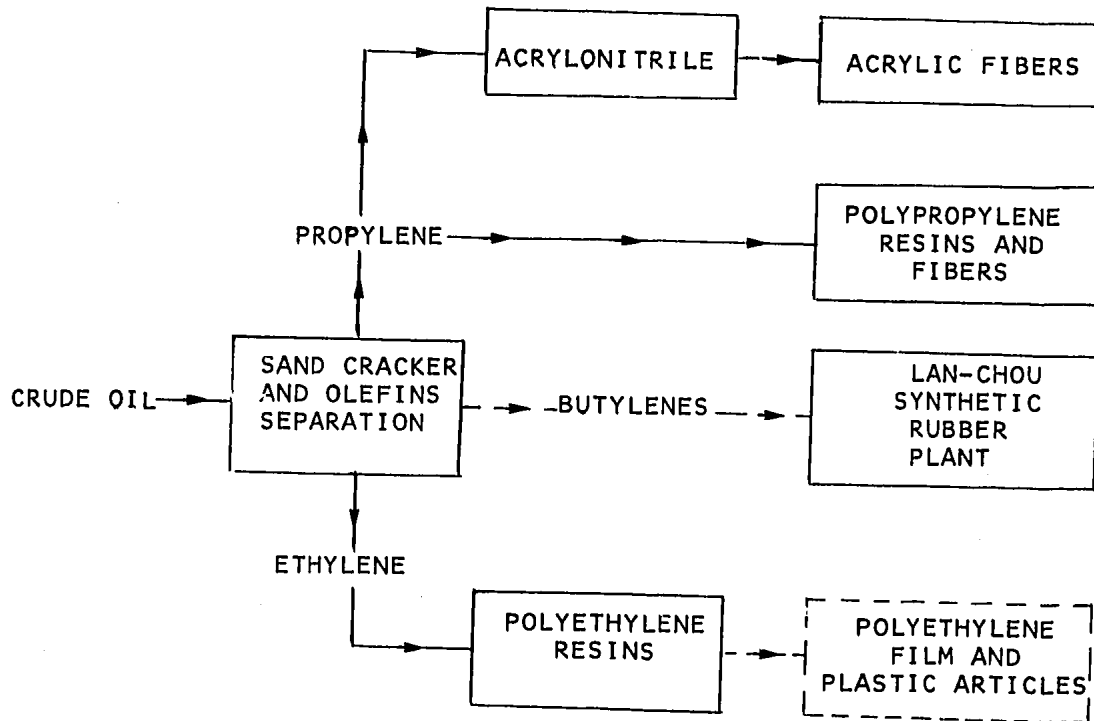 ACRYLONITRILE
ACRYLIC FIBERS
PROPYLENE
POLYPROPYLENE
RESINS AND
FIBERS
CRUDE OIL
SAND CRACKER
AND OLEFINS
SEPARATION
BUTYLENES
LAN-CHOU
SYNTHETIC
RUBBER
PLANT
ETHYLENE
POLYETHYLENE
RESINS
POLYETHYLENE
FILM AND
PLASTIC ARTICLES